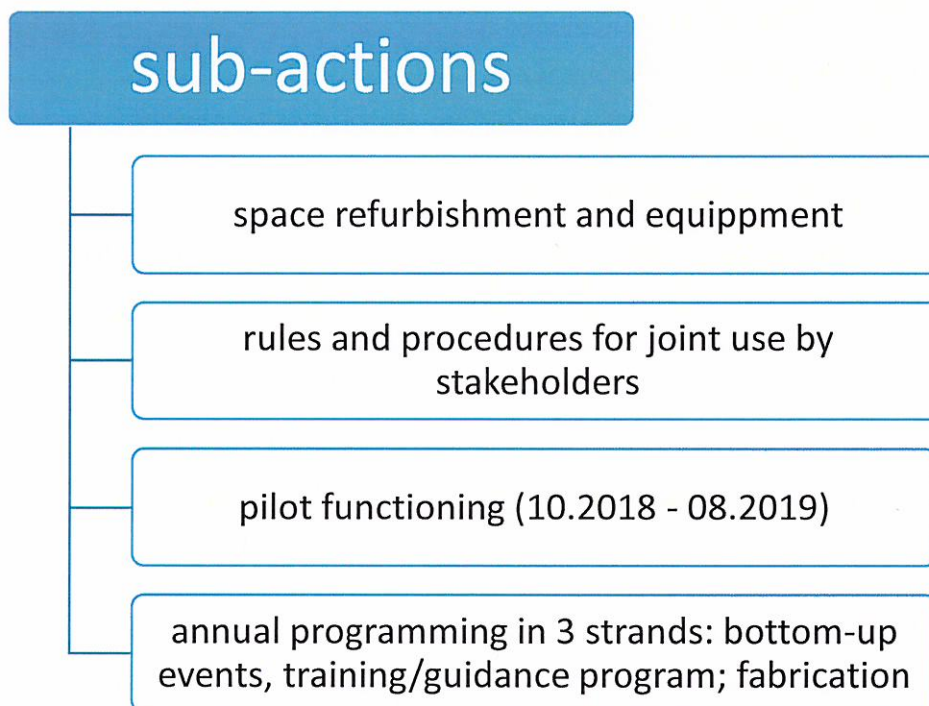 sub-actions
space refurbishment and equippment
rules and procedures for joint use by
stakeholders
pilot functioning (10.2018 - 08.2019)
annual programming in 3 strands: bottom-up
events, training/guidance program; fabrication